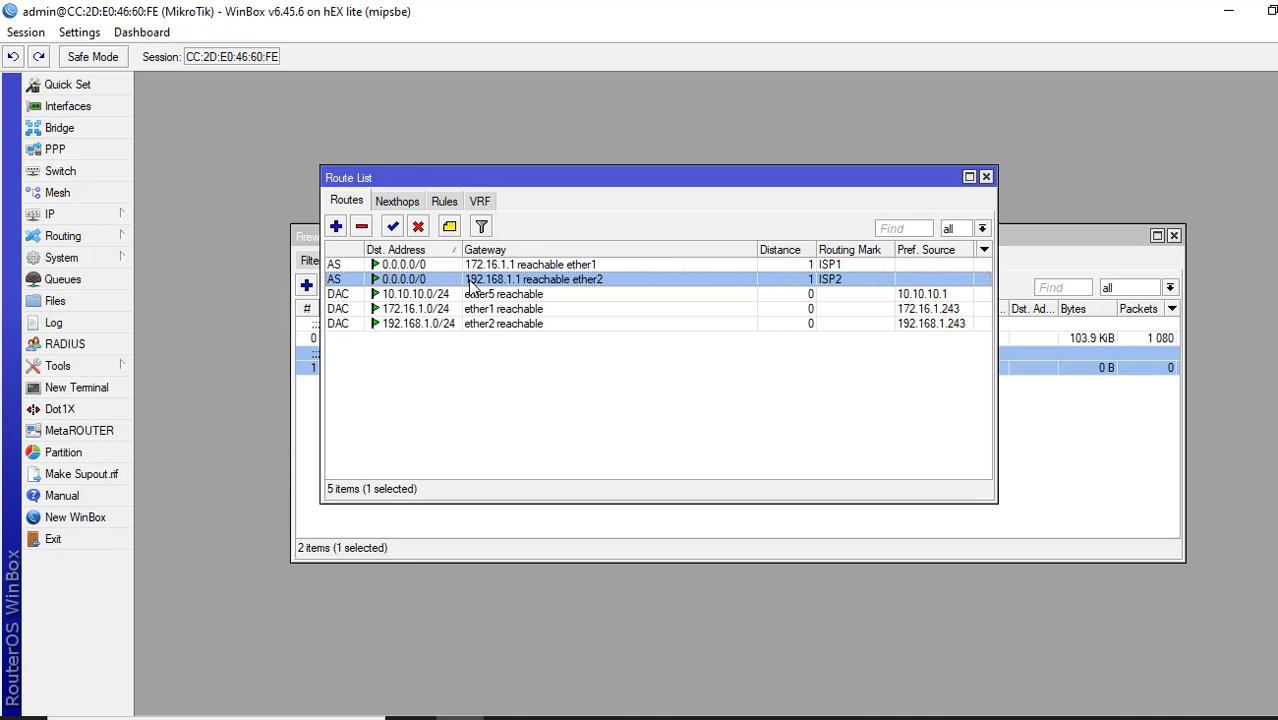 admin@CC:2D:E0:46:60:FE (MikroTik) - WinBox v6.45.6 on hEX lite (mipsbe)
Session Settings Dashboard
Safe Mode Session: CC:2D:E0:46:60:FE
Quick Set
Interfaces
Bridge
PPP
Switch
Mesh
IP
Routing
System
Queues
Files
Log
RADIUS
Tools
New Terminal
Dot1X
MetaROUTER
Partition
Make Supout.rif
Manual
New WinBox
Exit
RouterOS WinBox
Route List
Routes Nexthops Rules VRF
Find all
Dst. Address Gateway Distance Routing Mark Pref. Source
AS 0.0.0.0/0 172.16.1.1 reachable ether1 1 ISP1
AS 0.0.0.0/0 192.168.1.1 reachable ether2 1 ISP2
DAC 10.10.10.0/24 ether5 reachable 0 10.10.10.1
DAC 172.16.1.0/24 ether1 reachable 0 172.16.1.243
DAC 192.168.1.0/24 ether2 reachable 0 192.168.1.243
5 items (1 selected)
Find all
# Dst. Ad... Bytes Packets
0 103.9 KiB 1 080
1 0 B 0
2 items (1 selected)